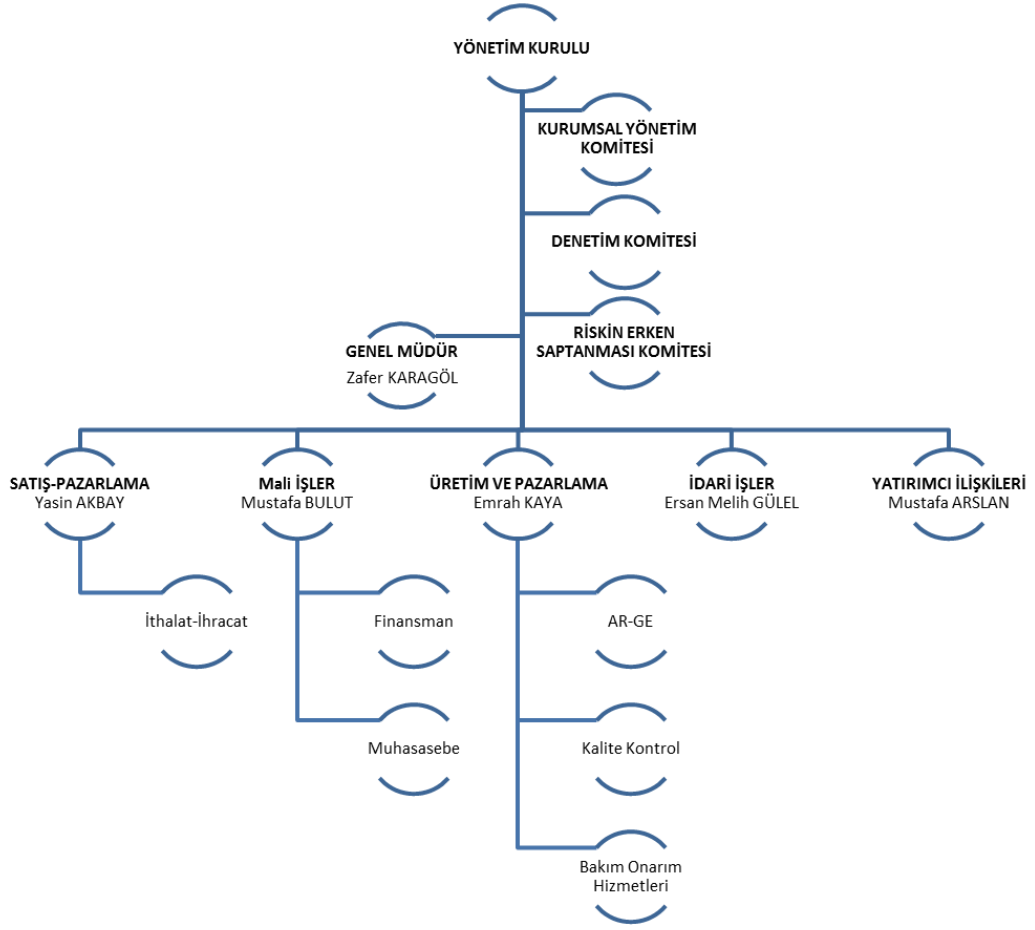 YÖNETİM KURULU
KURUMSAL YÖNETİM
KOMİTESİ
DENETİM KOMİTESİ
RİSKİN ERKEN
SAPTANMASI KOMİTESİ
GENEL MÜDÜR
Zafer KARAGÖL
SATIŞ-PAZARLAMA
Yasin AKBAY
Mali İŞLER
Mustafa BULUT
ÜRETİM VE PAZARLAMA
Emrah KAYA
İDARİ İŞLER
Ersan Melih GÜLEL
YATIRIMCI İLİŞKİLERİ
Mustafa ARSLAN
İthalat-İhracat
Finansman
AR-GE
Muhasasebe
Kalite Kontrol
Bakım Onarım
Hizmetleri